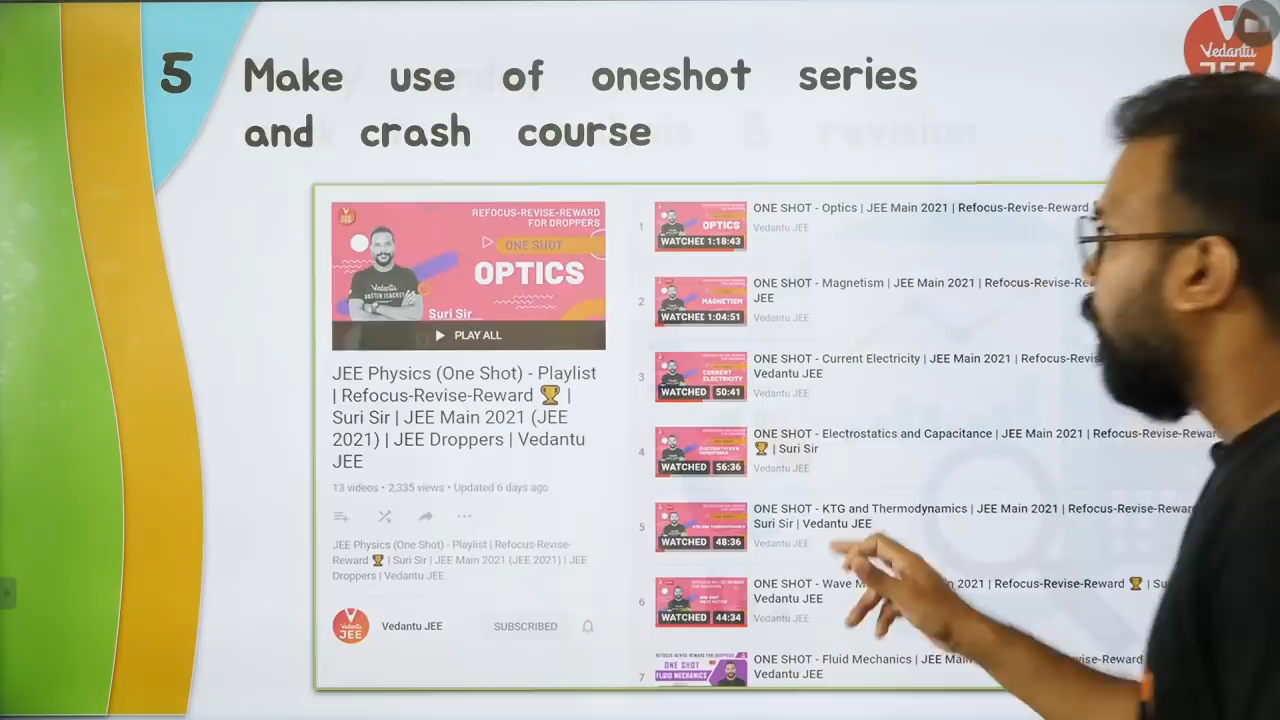 5 Make use of oneshot series
and crash course
Vedantu
JEE
REFOCUS-REVISE-REWARD
FOR DROPPERS
ONE SHOT
OPTICS
Vedantu
Suri Sir
PLAY ALL
JEE Physics (One Shot) - Playlist
| Refocus-Revise-Reward 🏆 |
Suri Sir | JEE Main 2021 (JEE
2021) | JEE Droppers | Vedantu
JEE
13 videos • 2,335 views • Updated 6 days ago
JEE Physics (One Shot) - Playlist | Refocus-Revise-
Reward 🏆 | Suri Sir | JEE Main 2021 (JEE 2021) | JEE
Droppers | Vedantu JEE
Vedantu
JEE
Vedantu JEE
SUBSCRIBED
1
OPTICS
WATCHED 1:18:43
ONE SHOT - Optics | JEE Main 2021 | Refocus-Revise-Reward
Vedantu JEE
2
MAGNETISM
WATCHED 1:04:51
ONE SHOT - Magnetism | JEE Main 2021 | Refocus-Revise-Re
JEE
Vedantu JEE
3
CURRENT
ELECTRICITY
WATCHED 50:41
ONE SHOT - Current Electricity | JEE Main 2021 | Refocus-Revis
Vedantu JEE
Vedantu JEE
4
WATCHED 56:36
ONE SHOT - Electrostatics and Capacitance | JEE Main 2021 | Refocus-Revise-Reward
🏆 | Suri Sir
Vedantu JEE
5
WATCHED 48:36
ONE SHOT - KTG and Thermodynamics | JEE Main 2021 | Refocus-Revise-Rewar
Suri Sir | Vedantu JEE
Vedantu JEE
6
WATCHED 44:34
ONE SHOT - Wave M n 2021 | Refocus-Revise-Reward 🏆 | Su
Vedantu JEE
Vedantu JEE
7
REFOCUS-REVISE-REWARD FOR DROPPERS
ONE SHOT
FLUID MECHANICS
ONE SHOT - Fluid Mechanics | JEE Main vise-Reward
Vedantu JEE